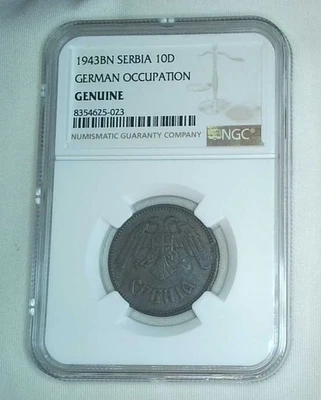 1943BN SERBIA 10D
GERMAN OCCUPATION
GENUINE
8354625-023
NUMISMATIC GUARANTY COMPANY
NGC